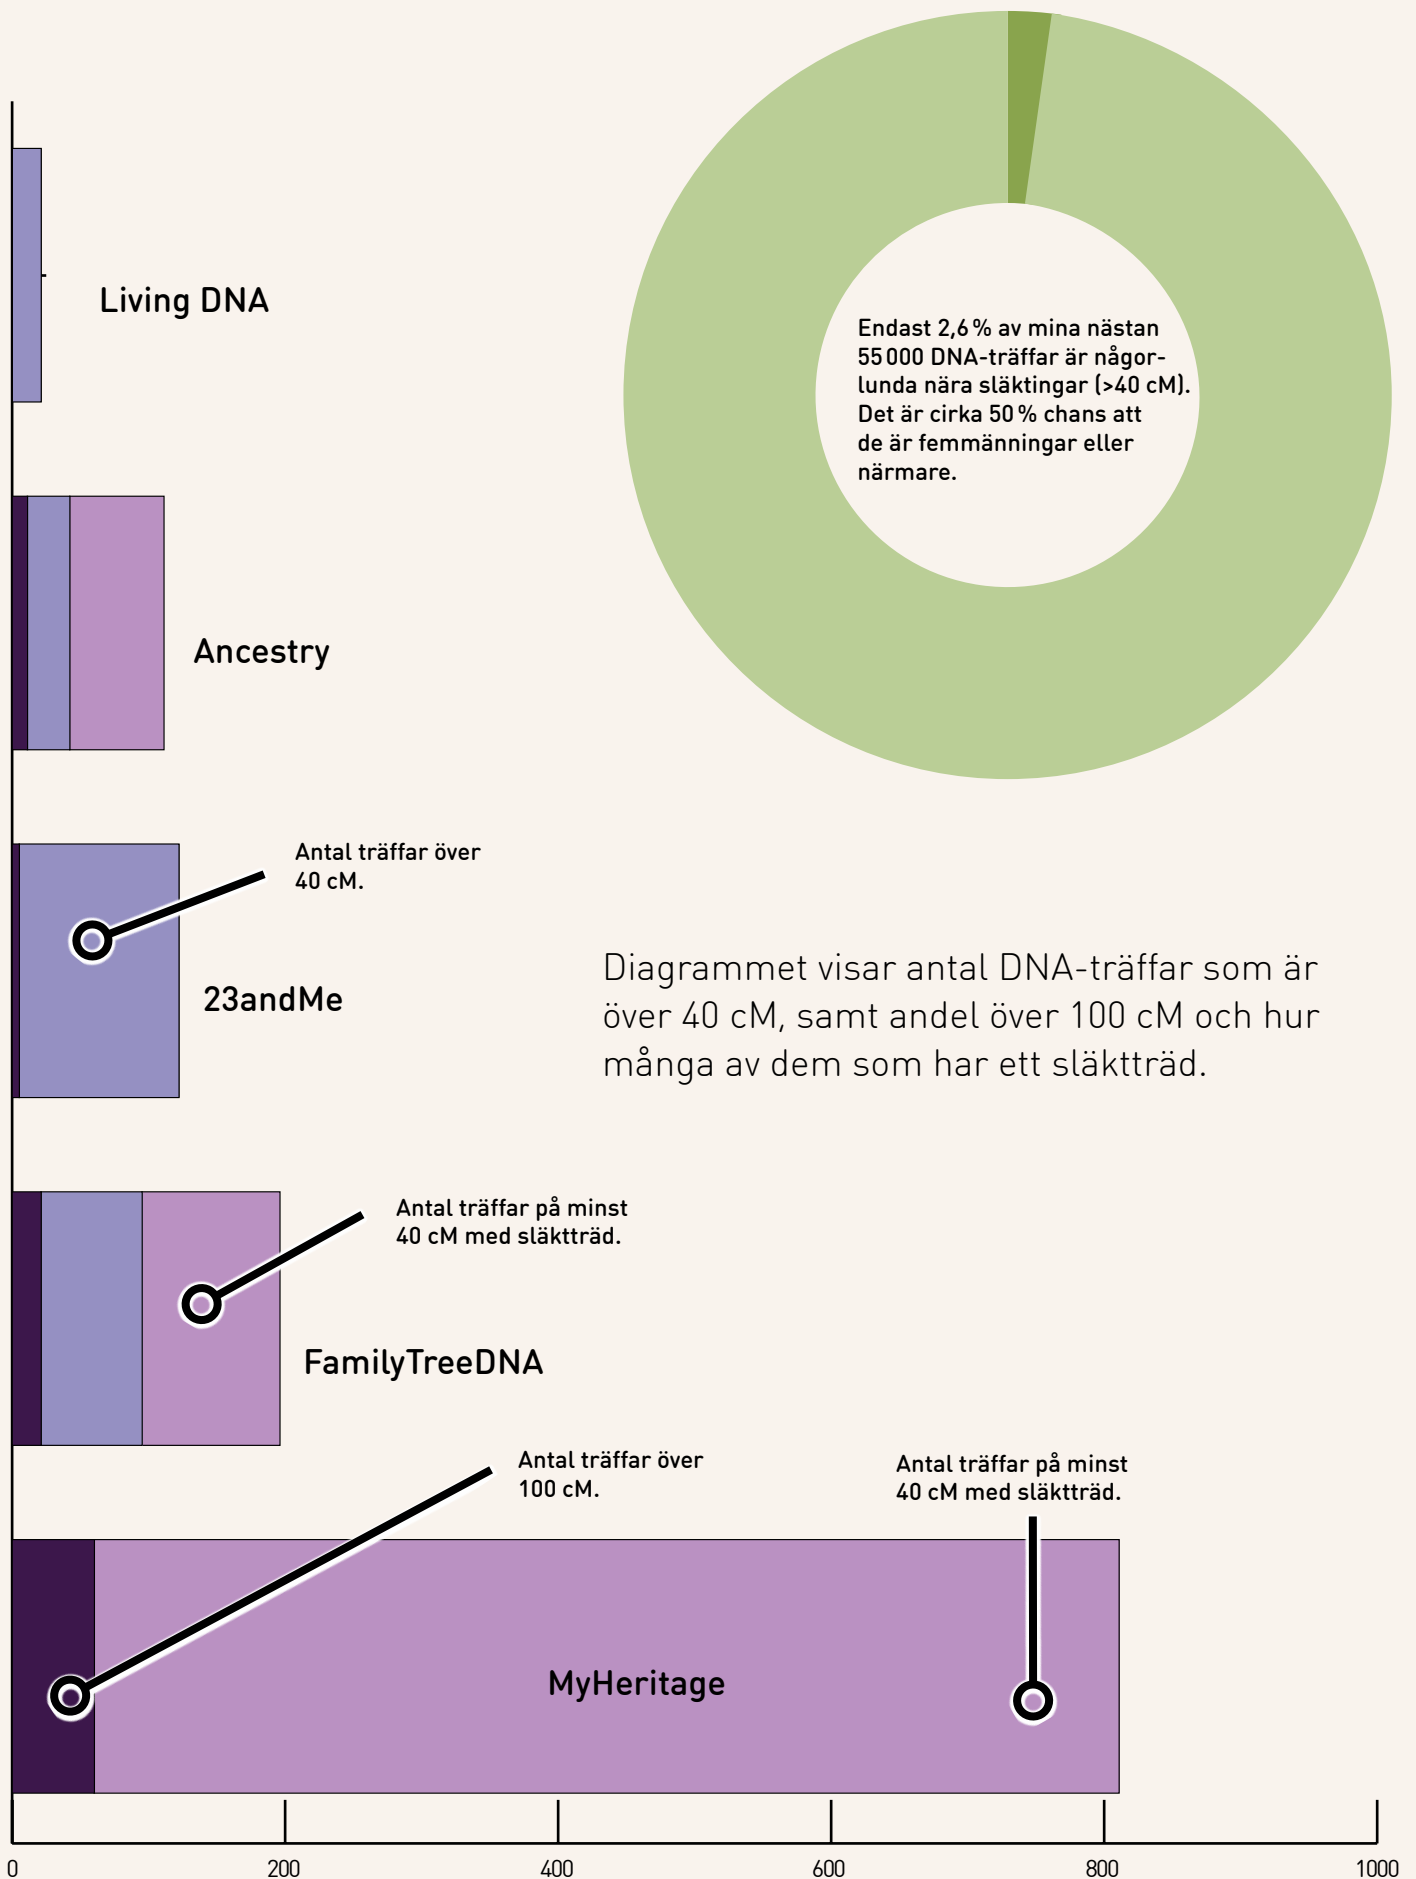 Endast 2,6 % av mina nästan
55 000 DNA-träffar är någor-
lunda nära släktingar (>40 cM).
Det är cirka 50 % chans att
de är femmänningar eller
närmare.
Living DNA
Ancestry
Antal träffar över
40 cM.
23andMe
Diagrammet visar antal DNA-träffar som är
över 40 cM, samt andel över 100 cM och hur
många av dem som har ett släktträd.
Antal träffar på minst
40 cM med släktträd.
FamilyTreeDNA
Antal träffar över
100 cM.
Antal träffar på minst
40 cM med släktträd.
MyHeritage
0 200 400 600 800 1000